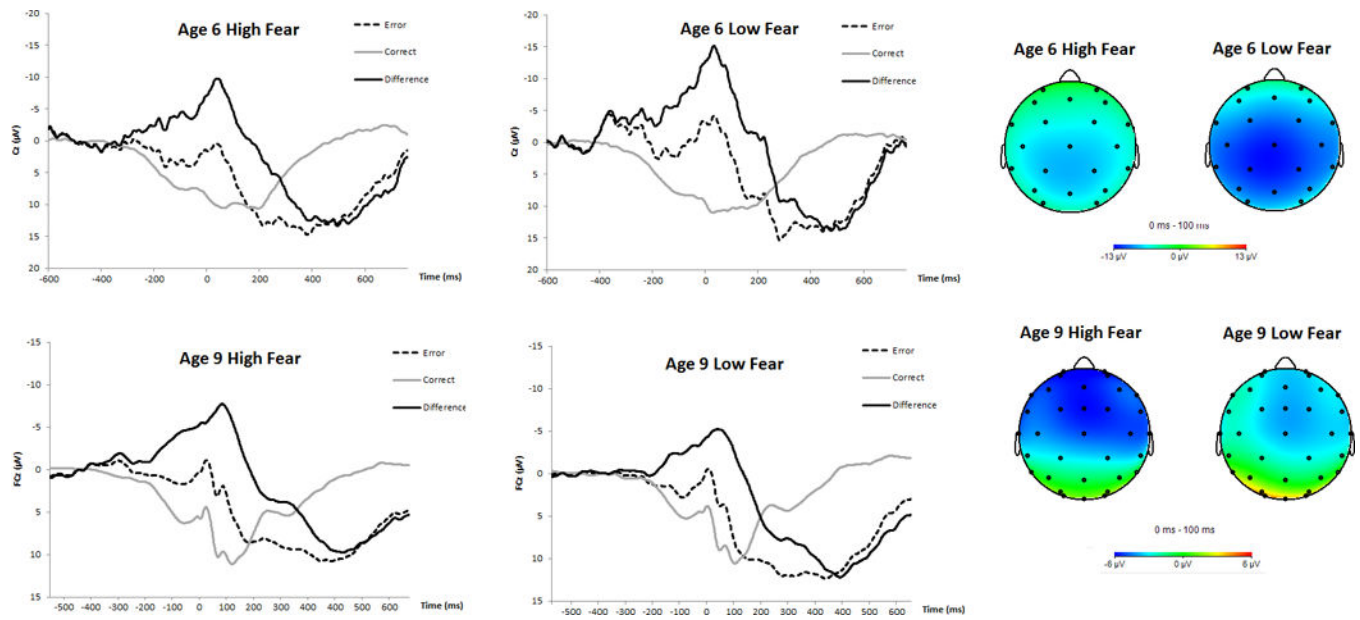 Age 6 High Fear
Error
Correct
Difference
Cz (µV)
-20
-15
-10
-5
0
5
10
15
20
-600
-400
-200
0
200
400
600
Time (ms)
Age 6 Low Fear
Error
Correct
Difference
Cz (µV)
-20
-15
-10
-5
0
5
10
15
20
-600
-400
-200
0
200
400
600
Time (ms)
Age 6 High Fear
Age 6 Low Fear
0 ms - 100 ms
-13 µV
0 µV
13 µV
Age 9 High Fear
Error
Correct
Difference
FCz (µV)
-15
-10
-5
0
5
10
15
-500
-400
-300
-200
-100
0
100
200
300
400
500
600
Time (ms)
Age 9 Low Fear
Error
Correct
Difference
FCz (µV)
-15
-10
-5
0
5
10
15
-500
-400
-300
-200
-100
0
100
200
300
400
500
600
Time (ms)
Age 9 High Fear
Age 9 Low Fear
0 ms - 100 ms
-6 µV
0 µV
6 µV